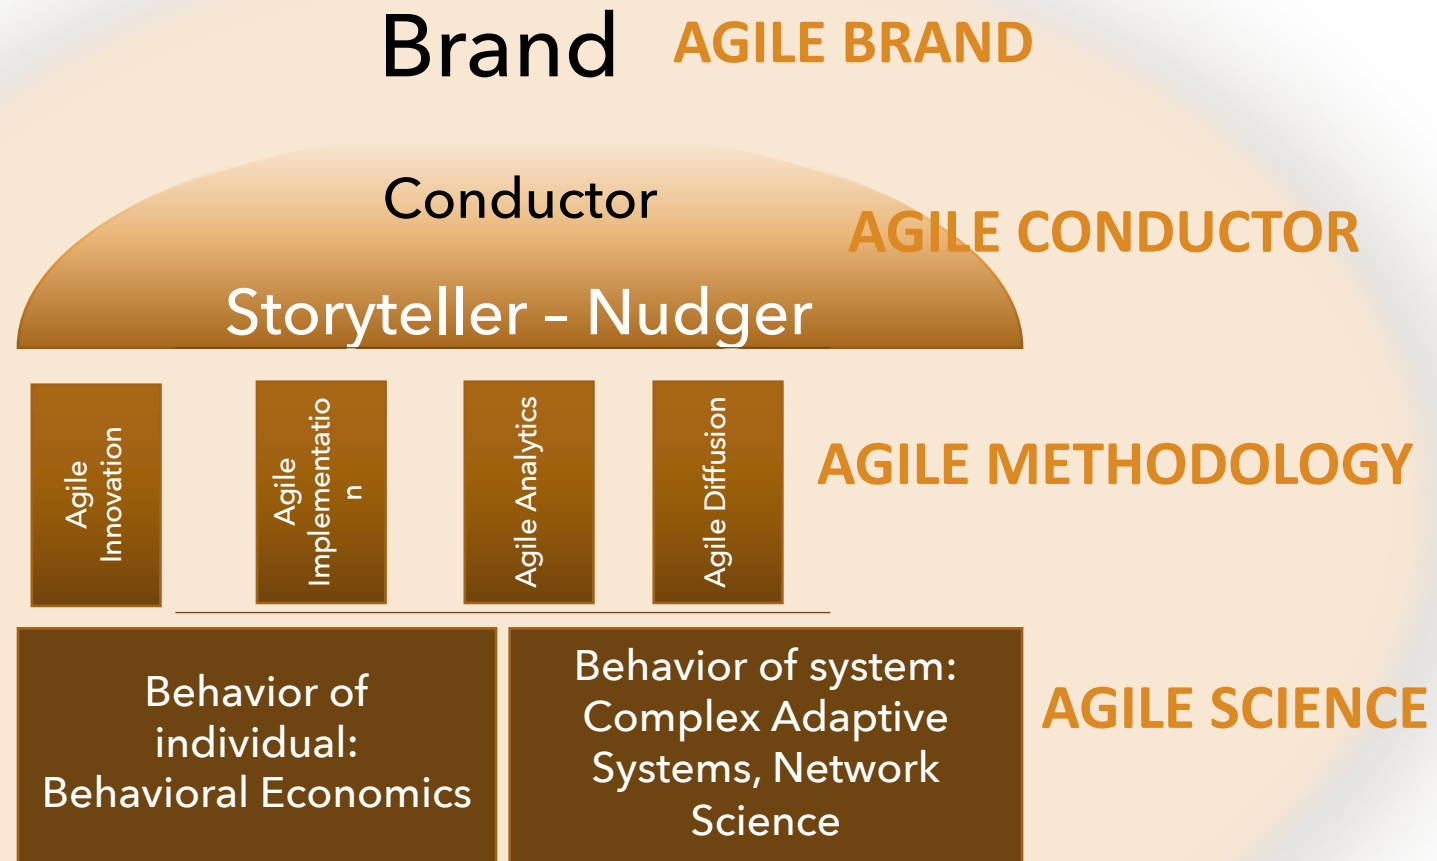 Brand
AGILE BRAND
Conductor
AGILE CONDUCTOR
Storyteller – Nudger
Agile
Innovation
Agile
Implementatio
n
Agile Analytics
Agile Diffusion
AGILE METHODOLOGY
Behavior of
individual:
Behavioral Economics
Behavior of system:
Complex Adaptive
Systems, Network
Science
AGILE SCIENCE